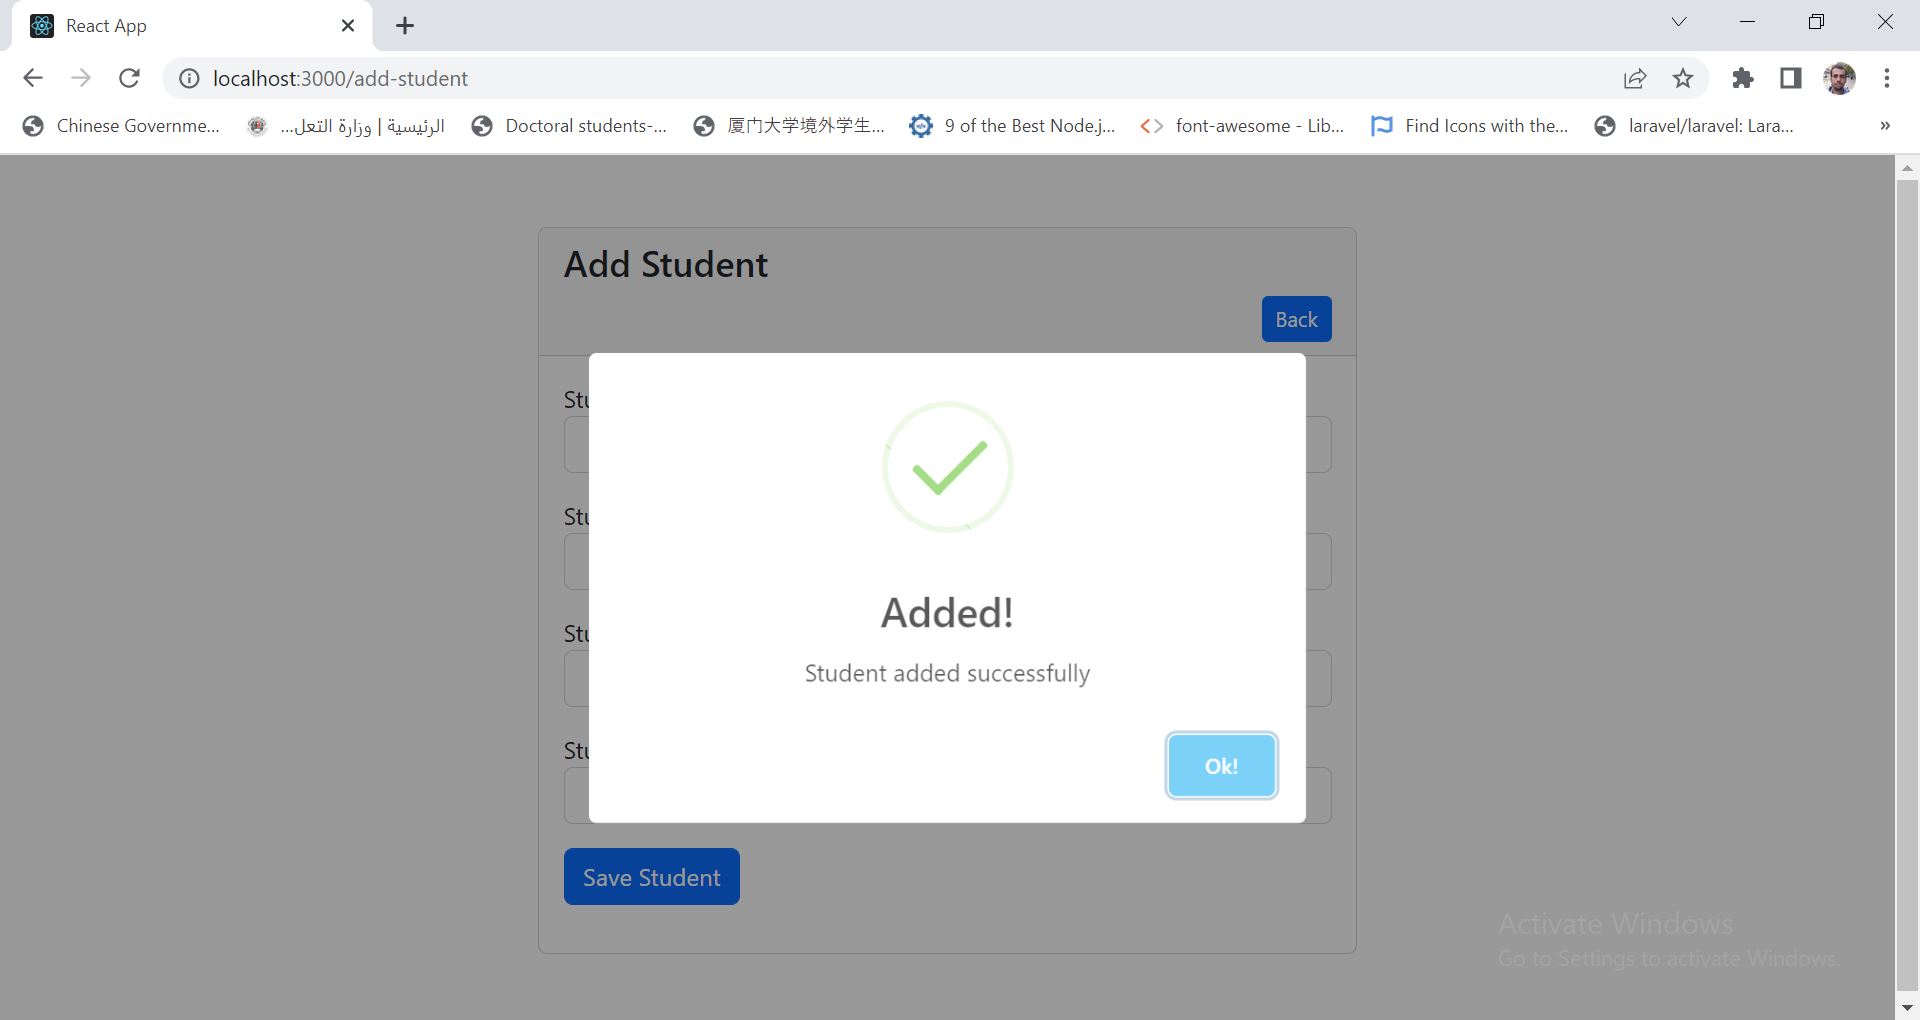 React App
localhost:3000/add-student
Chinese Governme...
الرئيسية | وزارة التعل...
Doctoral students-...
厦门大学境外学生...
9 of the Best Node.j...
font-awesome - Lib...
Find Icons with the...
laravel/laravel: Lara...
»
Add Student
Back
Stu
Stu
Stu
Stu
Added!
Student added successfully
Ok!
Save Student
Activate Windows
Go to Settings to activate Windows.